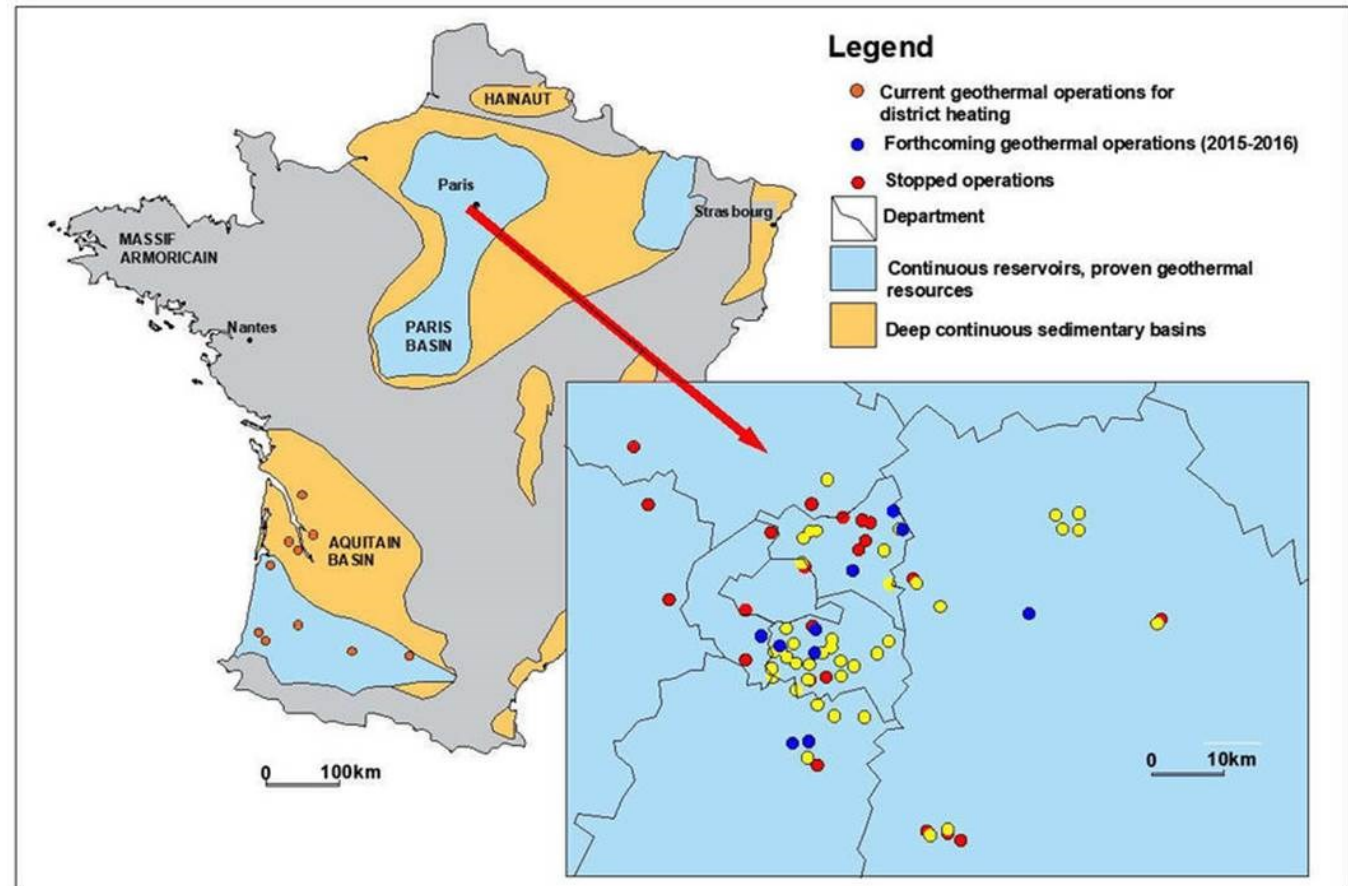 Legend
Current geothermal operations for
district heating
Forthcoming geothermal operations (2015-2016)
Stopped operations
Department
Continuous reservoirs, proven geothermal
resources
Deep continuous sedimentary basins
HAINAUT
Paris
Strasbourg
MASSIF
ARMORICAIN
Nantes
PARIS
BASIN
AQUITAIN
BASIN
0 100km
0 10km